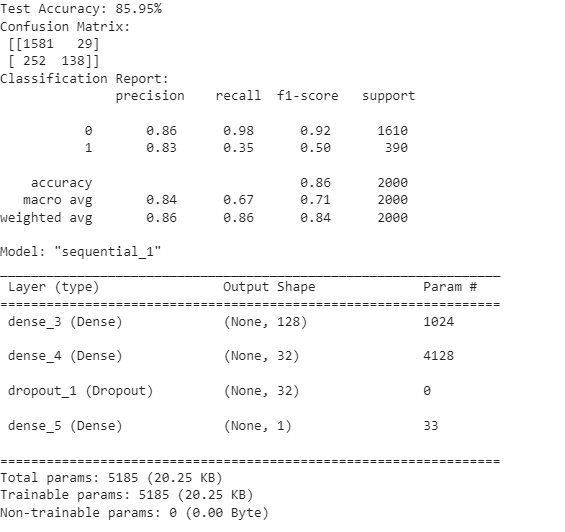 Test Accuracy: 85.95%
Confusion Matrix:
[[1581   29]
[ 252  138]]
Classification Report:
precision    recall  f1-score   support
0       0.86      0.98      0.92      1610
1       0.83      0.35      0.50       390
accuracy                           0.86      2000
macro avg       0.84      0.67      0.71      2000
weighted avg       0.86      0.86      0.84      2000
Model: "sequential_1"
_________________________________________________________________
Layer (type)                Output Shape              Param #
=================================================================
dense_3 (Dense)             (None, 128)               1024
dense_4 (Dense)             (None, 32)                4128
dropout_1 (Dropout)         (None, 32)                0
dense_5 (Dense)             (None, 1)                 33
=================================================================
Total params: 5185 (20.25 KB)
Trainable params: 5185 (20.25 KB)
Non-trainable params: 0 (0.00 Byte)